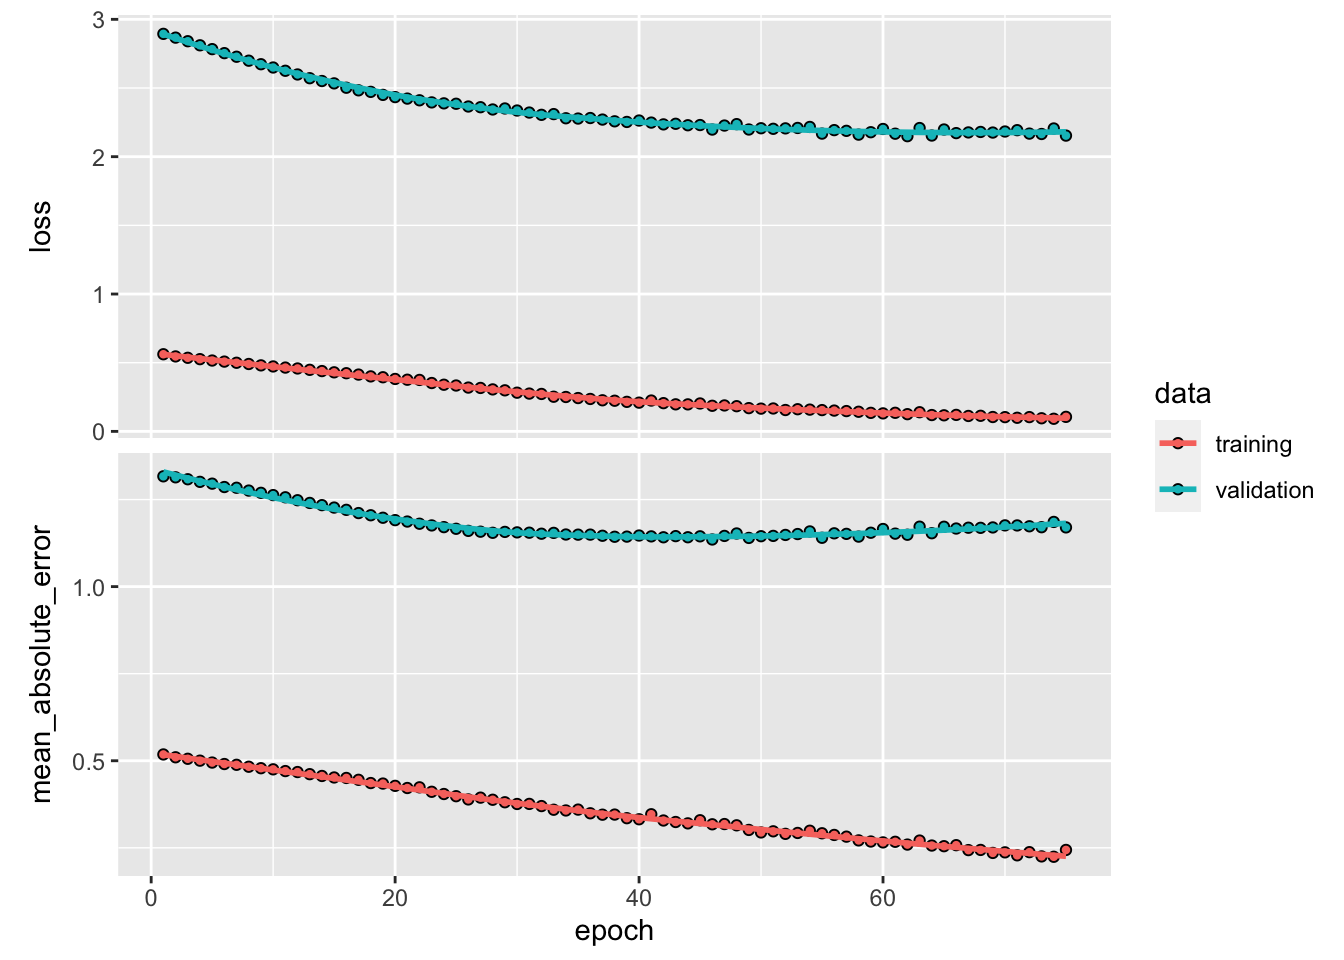 3
2
1
0
loss
1.0
0.5
mean_absolute_error
0
20
40
60
epoch
data
training
validation